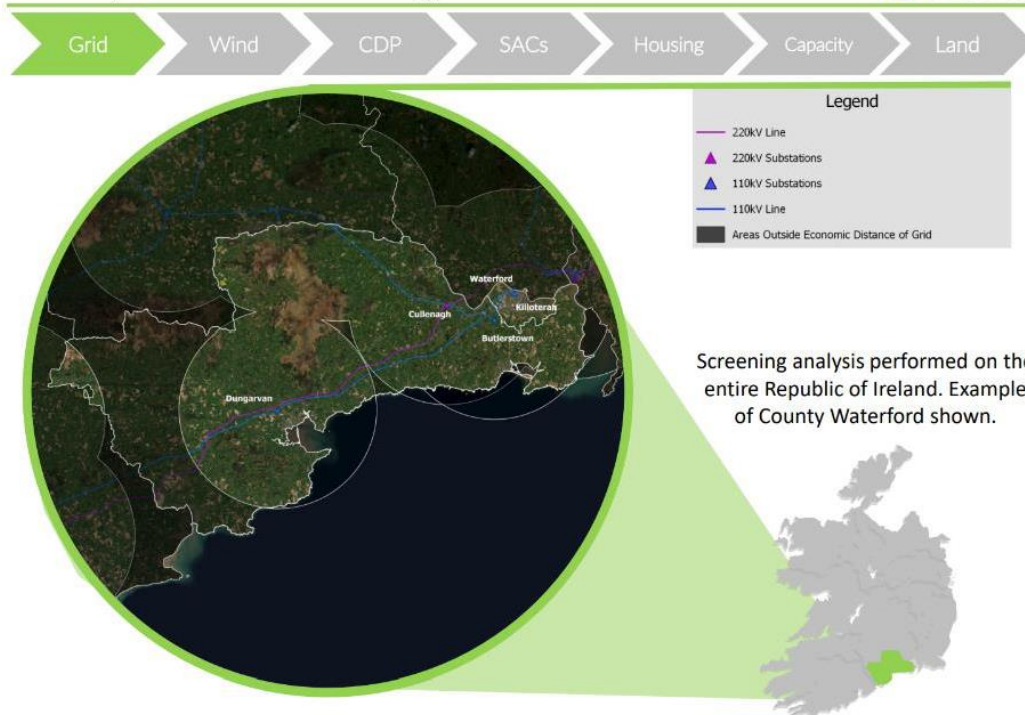 Grid
Wind
CDP
SACs
Housing
Capacity
Land
Legend
220kV Line
220kV Substations
110kV Substations
110kV Line
Areas Outside Economic Distance of Grid
Waterford
Killoteran
Cullenagh
Butlerstown
Dungarvan
Screening analysis performed on the
entire Republic of Ireland. Example
of County Waterford shown.